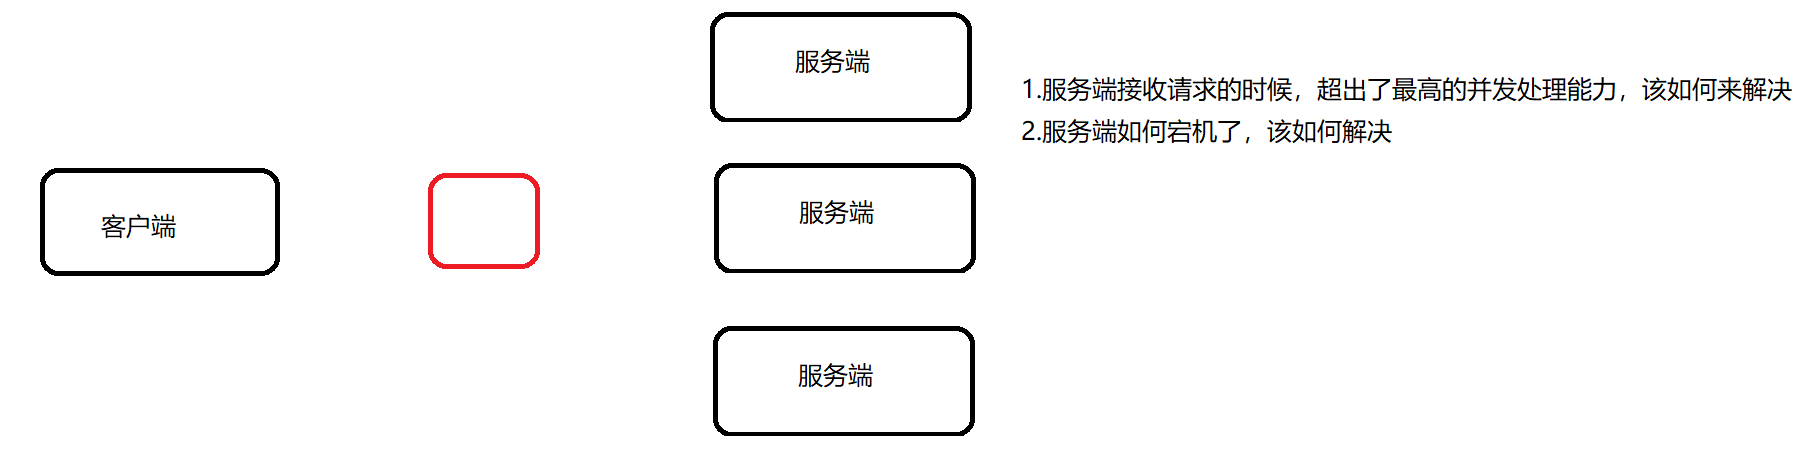 服务端
1.服务端接收请求的时候，超出了最高的并发处理能力，该如何来解决
2.服务端如何宕机了，该如何解决
客户端
服务端
服务端